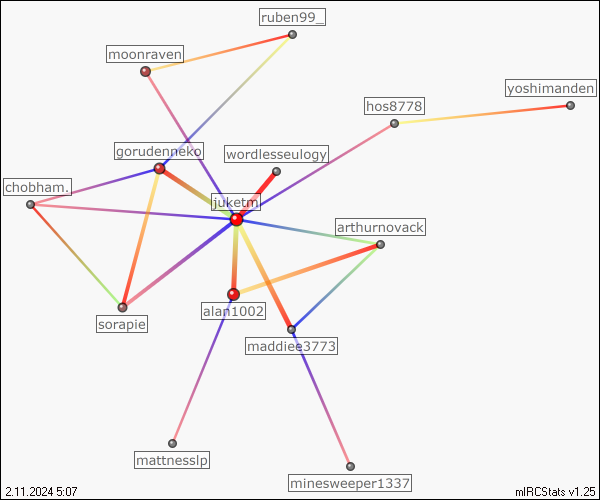 ruben99_
moonraven
yoshimanden
hos8778
gorudenneko
wordlesseulogy
chobham.
juketm
arthurnovack
alan1002
sorapie
maddiee3773
mattnesslp
minesweeper1337
2.11.2024 5:07
mIRCStats v1.25